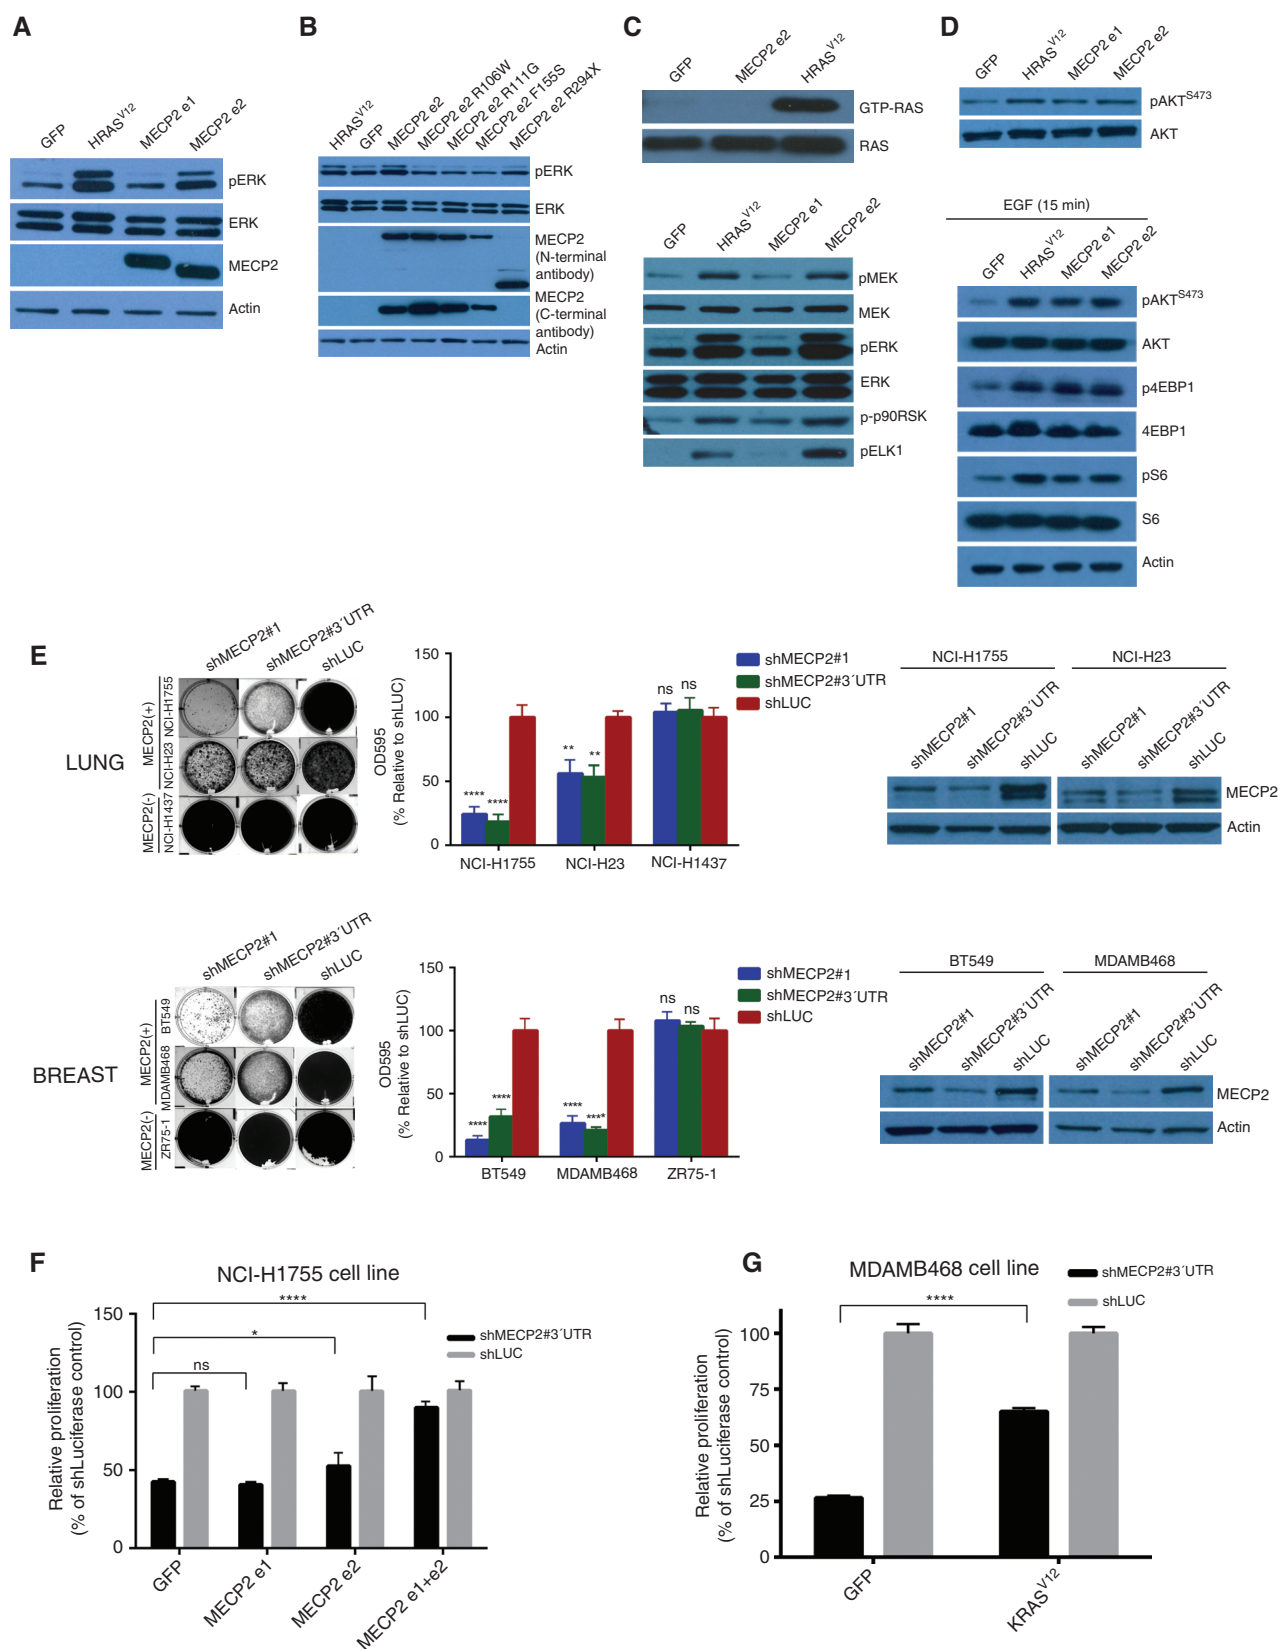 A
GFP
HRASV12
MECP2 e1
MECP2 e2
pERK
ERK
MECP2
Actin
B
HRASV12
GFP
MECP2 e2
MECP2 e2 R106W
MECP2 e2 R111G
MECP2 e2 F155S
MECP2 e2 R294X
pERK
ERK
MECP2
(N-terminal
antibody)
MECP2
(C-terminal
antibody)
Actin
C
GFP
MECP2 e2
HRASV12
GTP-RAS
RAS
GFP
HRASV12
MECP2 e1
MECP2 e2
pMEK
MEK
pERK
ERK
p-p90RSK
pELK1
D
GFP
HRASV12
MECP2 e1
MECP2 e2
pAKTS473
AKT
EGF (15 min)
GFP
HRASV12
MECP2 e1
MECP2 e2
pAKTS473
AKT
p4EBP1
4EBP1
pS6
S6
Actin
E
LUNG
shMECP2#1
shMECP2#3′UTR
shLUC
MECP2(+)
NCI-H1755
NCI-H23
MECP2(-)
NCI-H1437
OD595
(% Relative to shLUC)
150
100
50
0
**** ****
** **
ns ns
NCI-H1755 NCI-H23 NCI-H1437
shMECP2#1
shMECP2#3′UTR
shLUC
NCI-H1755 NCI-H23
shMECP2#1
shMECP2#3′UTR
shLUC
shMECP2#1
shMECP2#3′UTR
shLUC
MECP2
Actin
BREAST
shMECP2#1
shMECP2#3′UTR
shLUC
MECP2(+)
BT549
MDAMB468
MECP2(-)
ZR75-1
OD595
(% Relative to shLUC)
150
100
50
0
**** ****
**** ****
ns ns
BT549 MDAMB468 ZR75-1
shMECP2#1
shMECP2#3′UTR
shLUC
BT549 MDAMB468
shMECP2#1
shMECP2#3′UTR
shLUC
shMECP2#1
shMECP2#3′UTR
shLUC
MECP2
Actin
F
NCI-H1755 cell line
Relative proliferation
(% of shLuciferase control)
150
100
50
0
****
*
ns
shMECP2#3′UTR
shLUC
GFP
MECP2 e1
MECP2 e2
MECP2 e1+e2
G
MDAMB468 cell line
Relative proliferation
(% of shLuciferase control)
100
75
50
25
0
****
shMECP2#3′UTR
shLUC
GFP
KRASV12